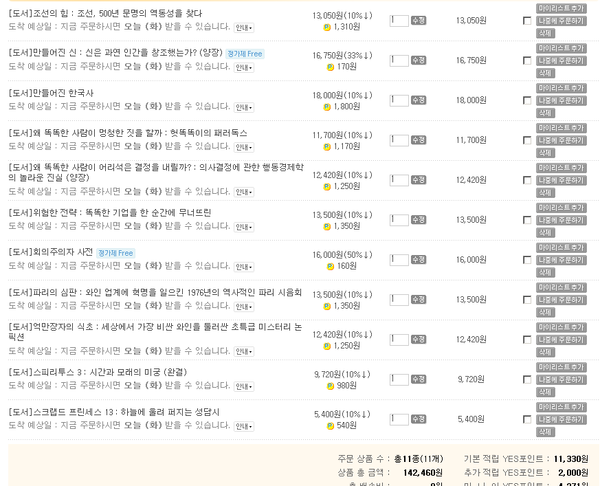 [도서]조선의 힘 : 조선, 500년 문명의 역동성을 찾다
도착 예상일 : 지금 주문하시면 오늘 (화) 받을 수 있습니다. 안내
13,050원(10%↓)
P 1,310원
1 수정
13,050원
마이리스트추가
나중에 주문하기
삭제
[도서]만들어진 신 : 신은 과연 인간을 창조했는가? (양장) 정가제 Free
도착 예상일 : 지금 주문하시면 오늘 (화) 받을 수 있습니다. 안내
16,750원(33%↓)
P 170원
1 수정
16,750원
마이리스트추가
나중에 주문하기
삭제
[도서]만들어진 한국사
도착 예상일 : 지금 주문하시면 오늘 (화) 받을 수 있습니다. 안내
18,000원(10%↓)
P 1,800원
1 수정
18,000원
마이리스트추가
나중에 주문하기
삭제
[도서]왜 똑똑한 사람이 멍청한 짓을 할까 : 헛똑똑이의 패러독스
도착 예상일 : 지금 주문하시면 오늘 (화) 받을 수 있습니다. 안내
11,700원(10%↓)
P 1,170원
1 수정
11,700원
마이리스트추가
나중에 주문하기
삭제
[도서]왜 똑똑한 사람이 어리석은 결정을 내릴까? : 의사결정에 관한 행동경제학
의 놀라운 진실 (양장)
도착 예상일 : 지금 주문하시면 오늘 (화) 받을 수 있습니다. 안내
12,420원(10%↓)
P 1,250원
1 수정
12,420원
마이리스트추가
나중에 주문하기
삭제
[도서]위험한 전략 : 똑똑한 기업을 한 순간에 무너뜨린
도착 예상일 : 지금 주문하시면 오늘 (화) 받을 수 있습니다. 안내
13,500원(10%↓)
P 1,350원
1 수정
13,500원
마이리스트추가
나중에 주문하기
삭제
[도서]회의주의자 사전 정가제 Free
도착 예상일 : 지금 주문하시면 오늘 (화) 받을 수 있습니다. 안내
16,000원(50%↓)
P 160원
1 수정
16,000원
마이리스트추가
나중에 주문하기
삭제
[도서]파리의 심판 : 와인 업계에 혁명을 일으킨 1976년의 역사적인 파리 시음회
도착 예상일 : 지금 주문하시면 오늘 (화) 받을 수 있습니다. 안내
13,500원(10%↓)
P 1,350원
1 수정
13,500원
마이리스트추가
나중에 주문하기
삭제
[도서]억만장자의 식초 : 세상에서 가장 비싼 와인을 둘러싼 초특급 미스터리 논
픽션
도착 예상일 : 지금 주문하시면 오늘 (화) 받을 수 있습니다. 안내
12,420원(10%↓)
P 1,250원
1 수정
12,420원
마이리스트추가
나중에 주문하기
삭제
[도서]스피리투스 3 : 시간과 모래의 미궁 (완결)
도착 예상일 : 지금 주문하시면 오늘 (화) 받을 수 있습니다. 안내
9,720원(10%↓)
P 980원
1 수정
9,720원
마이리스트추가
나중에 주문하기
삭제
[도서]스크랩드 프린세스 13 : 하늘에 울려 퍼지는 성담시
도착 예상일 : 지금 주문하시면 오늘 (화) 받을 수 있습니다. 안내
5,400원(10%↓)
P 540원
1 수정
5,400원
마이리스트추가
나중에 주문하기
삭제
주문 상품 수 : 총11종(11개) 기본 적립 YES포인트 : 11,330원
상품 총 금액 : 142,460원 추가 적립 YES포인트 : 2,000원